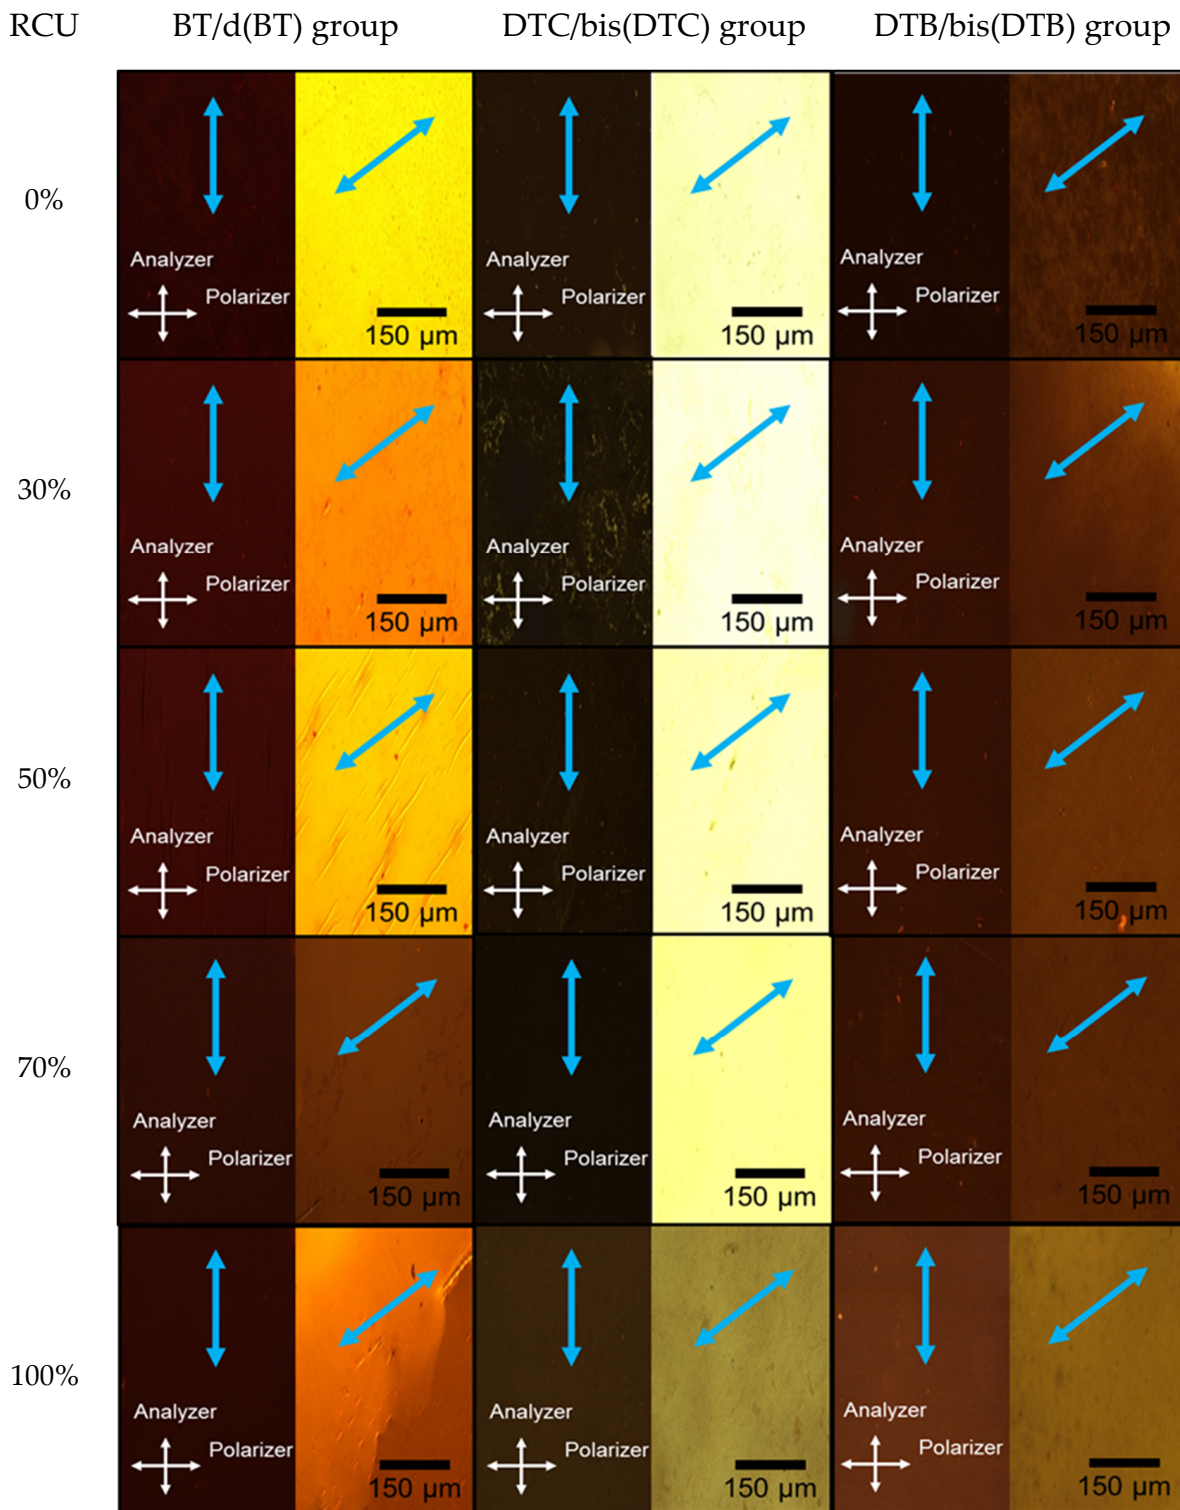 RCU BT/d(BT) group DTC/bis(DTC) group DTB/bis(DTB) group
0%
Analyzer Analyzer Analyzer
Polarizer Polarizer Polarizer
150 µm 150 µm 150 µm
30%
Analyzer Analyzer Analyzer
Polarizer Polarizer Polarizer
150 µm 150 µm 150 µm
50%
Analyzer Analyzer Analyzer
Polarizer Polarizer Polarizer
150 µm 150 µm 150 µm
70%
Analyzer Analyzer Analyzer
Polarizer Polarizer Polarizer
150 µm 150 µm 150 µm
100%
Analyzer Analyzer Analyzer
Polarizer Polarizer Polarizer
150 µm 150 µm 150 µm